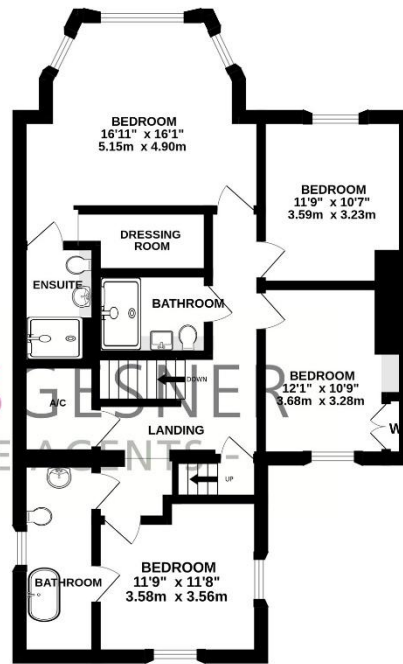 BEDROOM
16'11" x 16'1"
5.15m x 4.90m
BEDROOM
11'9" x 10'7"
3.59m x 3.23m
DRESSING
ROOM
ENSUITE
BATHROOM
DOWN
BEDROOM
12'1" x 10'9"
3.68m x 3.28m
A/C
GESNER
LANDING
W
E AGENTS -
UP
BATHROOM
BEDROOM
11'9" x 11'8"
3.58m x 3.56m